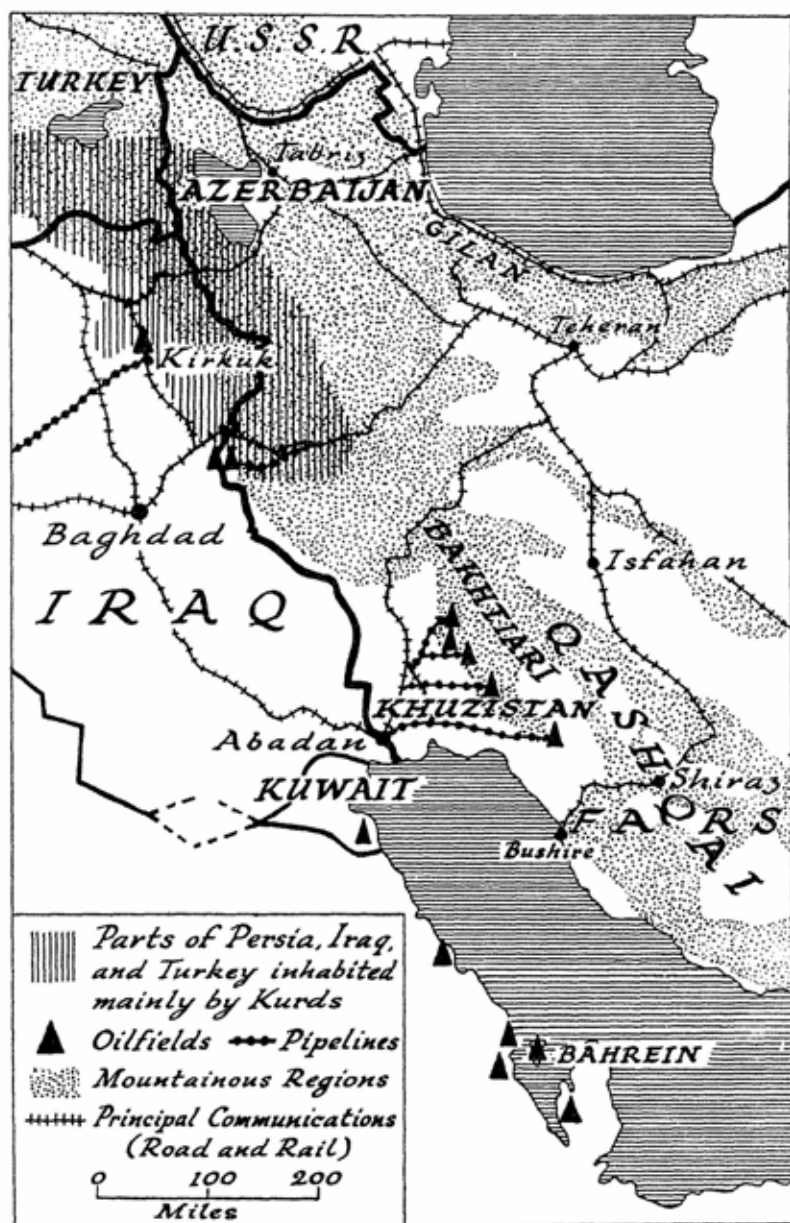 U.S.S.R
TURKEY
Tabriz
AZERBAIJAN
GILAN
Teheran
Kirkuk
Baghdad
Isfahan
IRAQ
BAKHTIARI
QASHQAI
KHUZISTAN
Abadan
KUWAIT
Shiraz
FARS
Bushire
Parts of Persia, Iraq,
and Turkey inhabited
mainly by Kurds
Oilfields Pipelines
BÂHREIN
Mountainous Regions
Principal Communications
(Road and Rail)
0 100 200
Miles